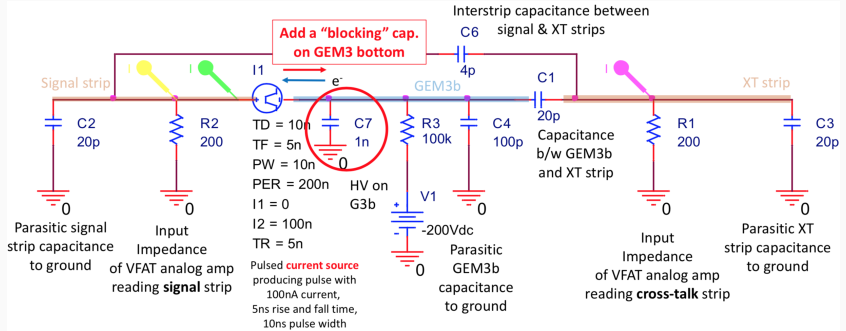 Interstrip capacitance between
signal & XT strips
Add a “blocking” cap.
on GEM3 bottom
C6
4p
I1
e-
Signal strip
GEM3b
C1
XT strip
C2
20p
R2
200
TD = 10n
TF = 5n
PW = 10n
PER = 200n
I1 = 0
I2 = 100n
TR = 5n
C7
1n
0
R3
100k
C4
100p
20p
Capacitance
b/w GEM3b
and XT strip
R1
200
C3
20p
HV on
G3b
V1
+
-
-200Vdc
0
0
0
0
0
0
Parasitic signal
strip capacitance
to ground
Input
Impedance
of VFAT analog amp
reading signal strip
Pulsed current source
producing pulse with
100nA current,
5ns rise and fall time,
10ns pulse width
Parasitic
GEM3b
capacitance
to ground
Input
Impedance
of VFAT analog amp
reading cross-talk strip
Parasitic XT
strip capacitance
to ground